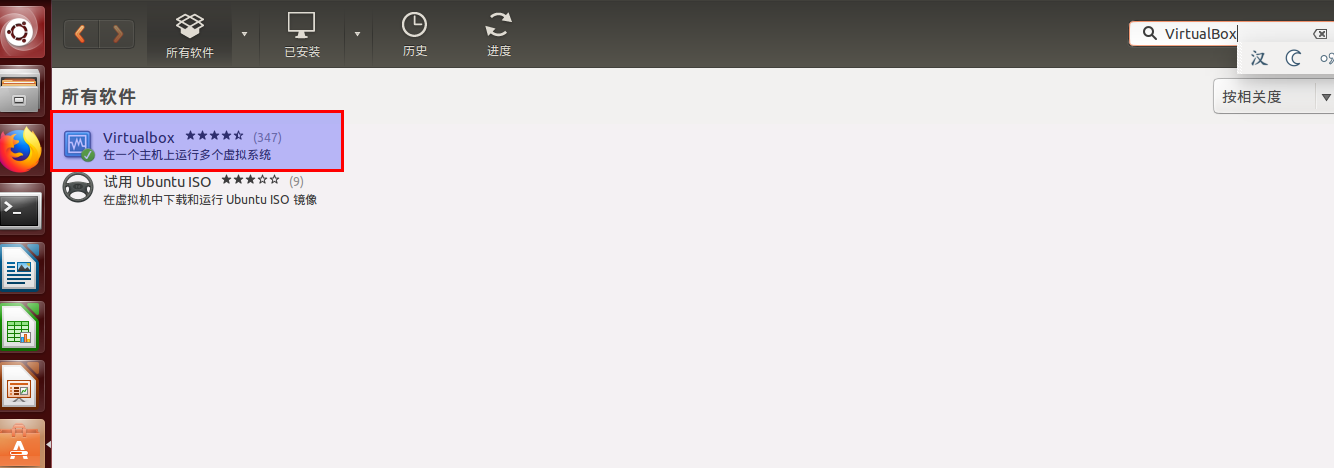 所有软件
已安装
历史
进度
VirtualBox
汉
所有软件
按相关度
Virtualbox (347)
在一个主机上运行多个虚拟系统
试用 Ubuntu ISO (9)
在虚拟机中下载和运行 Ubuntu ISO 镜像